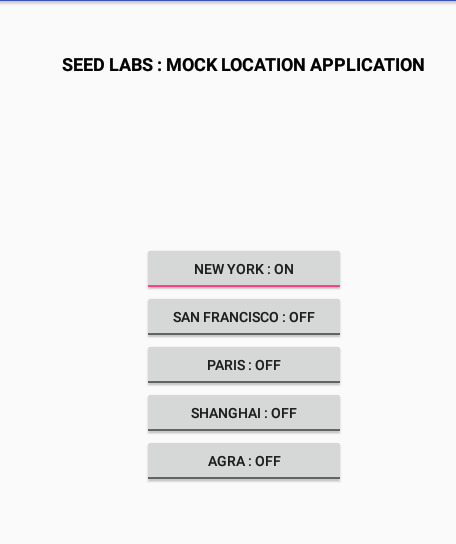 SEED LABS : MOCK LOCATION APPLICATION
NEW YORK : ON
SAN FRANCISCO : OFF
PARIS : OFF
SHANGHAI : OFF
AGRA : OFF